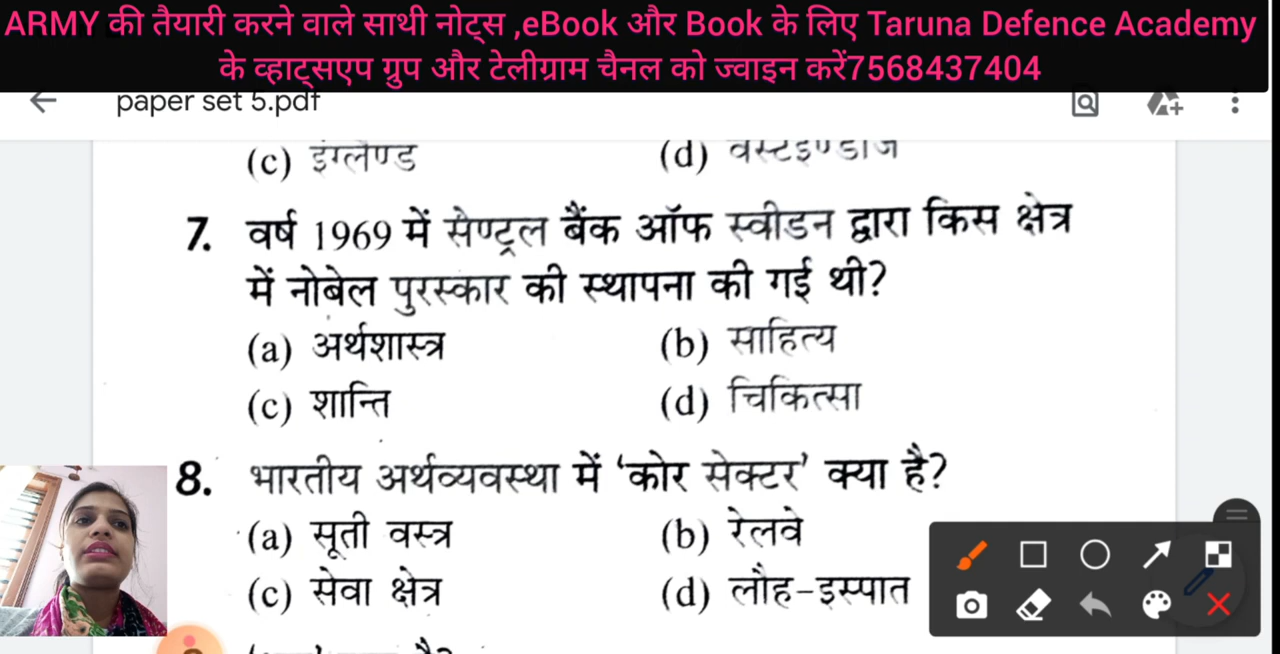 ARMY की तैयारी करने वाले साथी नोट्स ,eBook और Book के लिए Taruna Defence Academy
के व्हाट्सएप ग्रुप और टेलीग्राम चैनल को ज्वाइन करें7568437404
paper set 5.pdf
(c) इंग्लैण्ड (d) वेस्टइण्डीज
7. वर्ष 1969 में सेण्ट्रल बैंक ऑफ स्वीडन द्वारा किस क्षेत्र
में नोबेल पुरस्कार की स्थापना की गई थी?
(a) अर्थशास्त्र (b) साहित्य
(c) शान्ति (d) चिकित्सा
8. भारतीय अर्थव्यवस्था में ‘कोर सेक्टर’ क्या है?
(a) सूती वस्त्र (b) रेलवे
(c) सेवा क्षेत्र (d) लौह-इस्पात